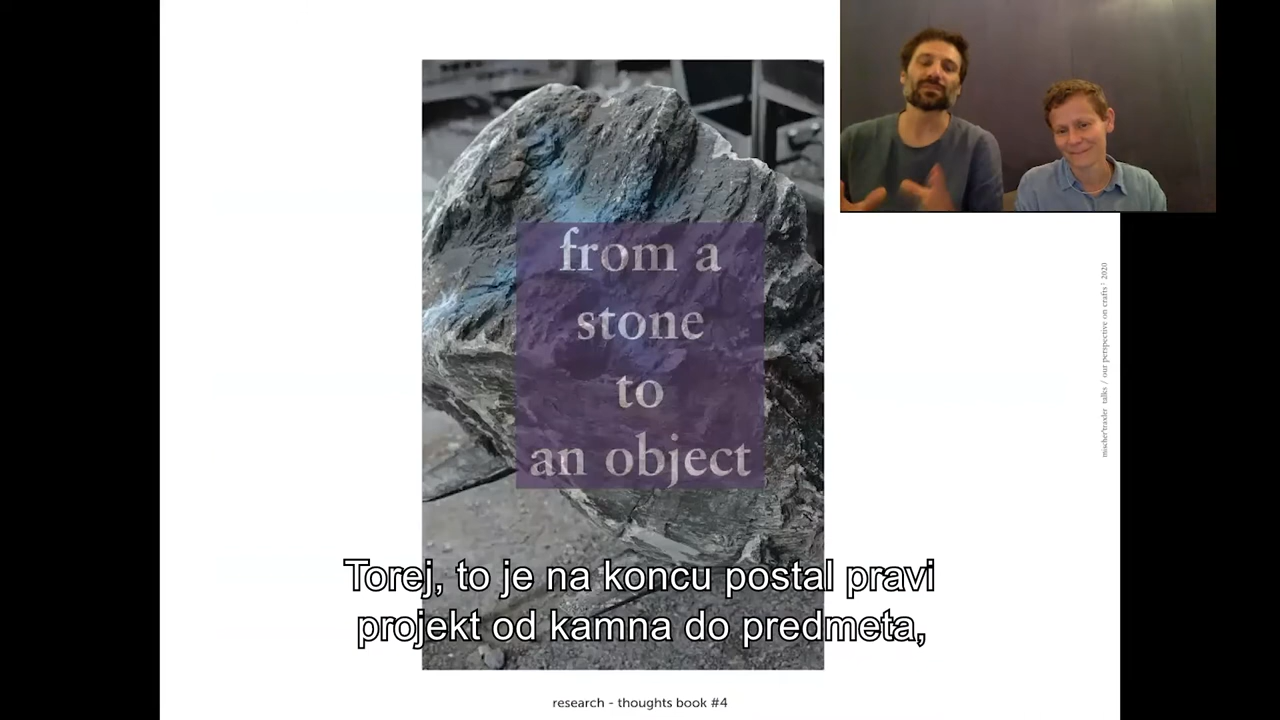 from a
stone
to
an object
mischer'traxler talks / our perspective on crafts ' 2020
Torej, to je na koncu postal pravi
projekt od kamna do predmeta,
research - thoughts book #4